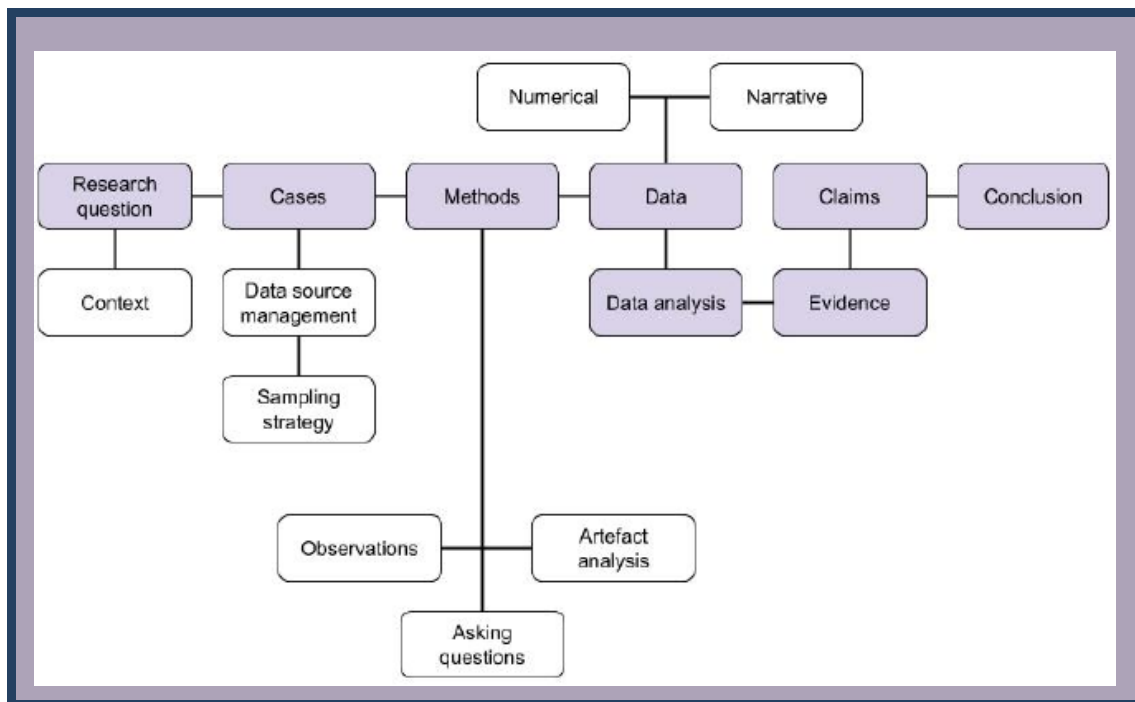 Numerical
Narrative
Research
question
Cases
Methods
Data
Claims
Conclusion
Context
Data source
management
Data analysis
Evidence
Sampling
strategy
Observations
Artefact
analysis
Asking
questions